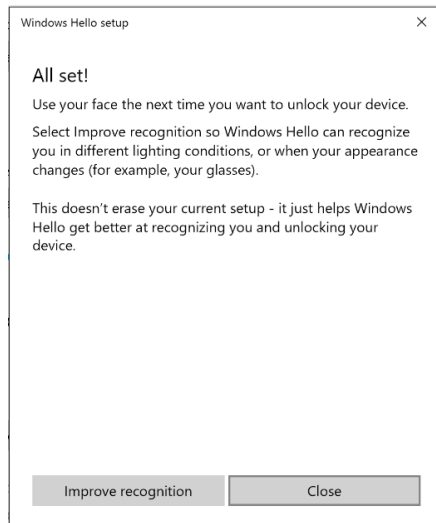 Windows Hello setup
All set!
Use your face the next time you want to unlock your device.
Select Improve recognition so Windows Hello can recognize
you in different lighting conditions, or when your appearance
changes (for example, your glasses).
This doesn't erase your current setup - it just helps Windows
Hello get better at recognizing you and unlocking your
device.
Improve recognition
Close